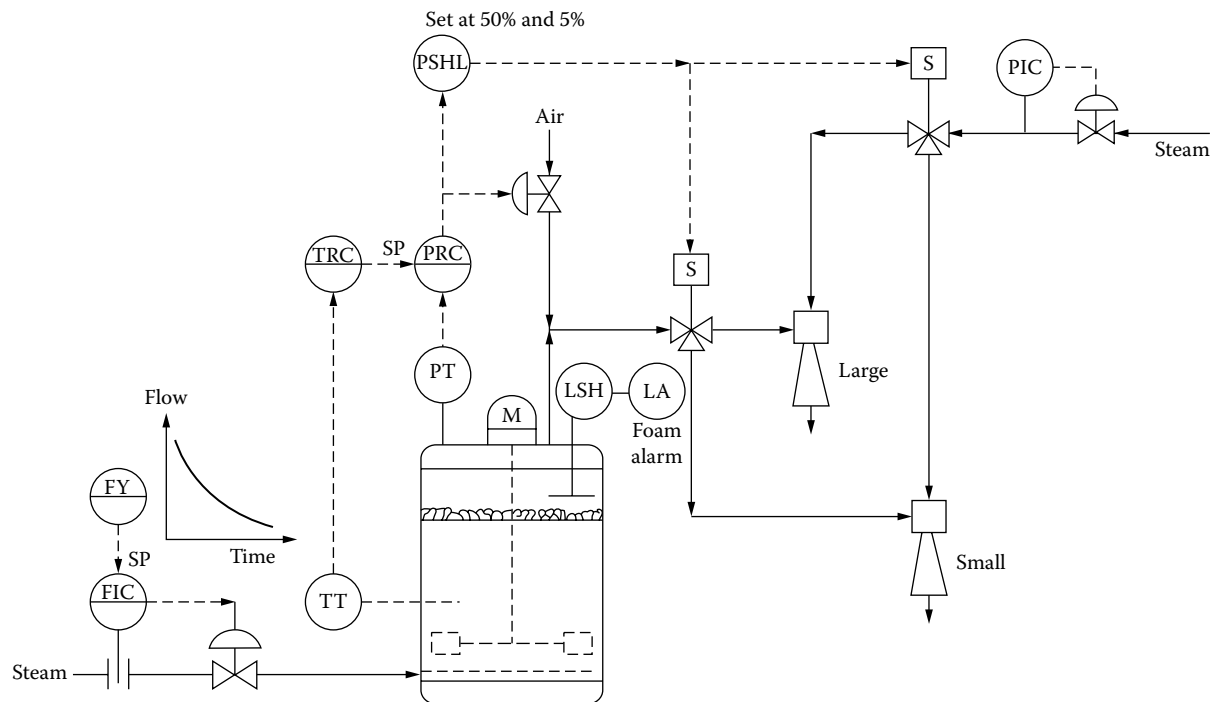 Set at 50% and 5%
PSHL
S
PIC
Air
Steam
TRC
SP
PRC
S
PT
LSH
LA
Large
Flow
M
Foam
alarm
FY
Time
SP
Small
FIC
TT
Steam